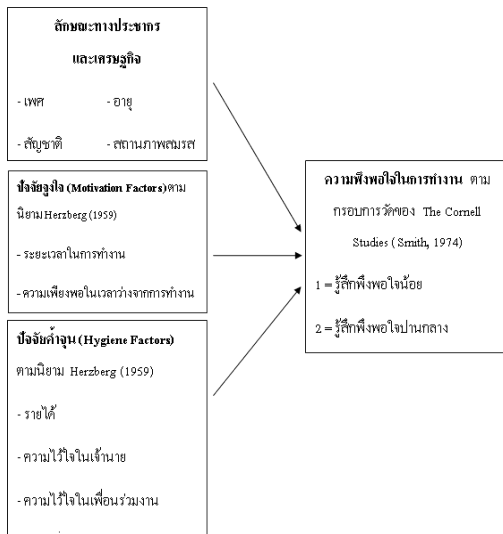 ลักษณะทางประชากร
และเศรษฐกิจ
- เพศ - อายุ
- สัญชาติ - สถานภาพสมรส
ปัจจัยจูงใจ (Motivation Factors) ตาม
นิยาม Herzberg (1959)
- ระยะเวลาในการทำงาน
- ความเพียงพอในเวลาว่างจากการทำงาน
ปัจจัยค้ำจุน (Hygiene Factors)
ตามนิยาม Herzberg (1959)
- รายได้
- ความไว้ใจในเจ้านาย
- ความไว้ใจในเพื่อนร่วมงาน
ความพึงพอใจในการทำงาน ตาม
กรอบการวัดของ The Cornell
Studies ( Smith, 1974)
1 = รู้สึกพึงพอใจน้อย
2 = รู้สึกพึงพอใจปานกลาง